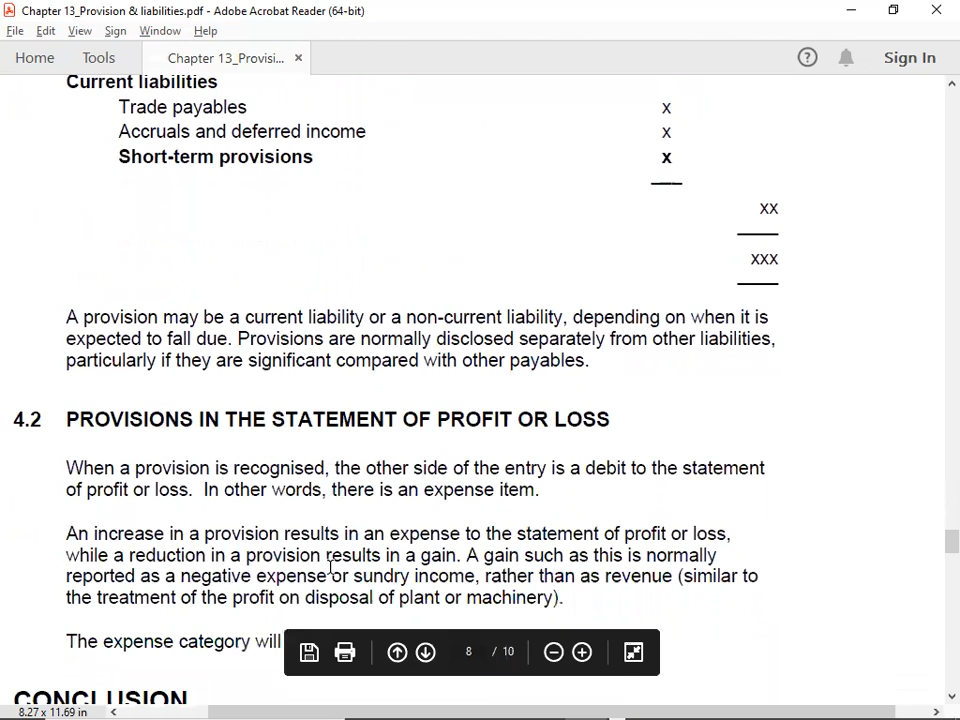 Chapter 13_Provision & liabilities.pdf - Adobe Acrobat Reader (64-bit)
File Edit View Sign Window Help
Home Tools Chapter 13_Provisi... × Sign In
Current liabilities
Trade payables x
Accruals and deferred income x
Short-term provisions x
xx
xxx
A provision may be a current liability or a non-current liability, depending on when it is
expected to fall due. Provisions are normally disclosed separately from other liabilities,
particularly if they are significant compared with other payables.
4.2 PROVISIONS IN THE STATEMENT OF PROFIT OR LOSS
When a provision is recognised, the other side of the entry is a debit to the statement
of profit or loss. In other words, there is an expense item.
An increase in a provision results in an expense to the statement of profit or loss,
while a reduction in a provision results in a gain. A gain such as this is normally
reported as a negative expense or sundry income, rather than as revenue (similar to
the treatment of the profit on disposal of plant or machinery).
The expense category will
8 / 10
CONCLUSION
8.27 x 11.69 in